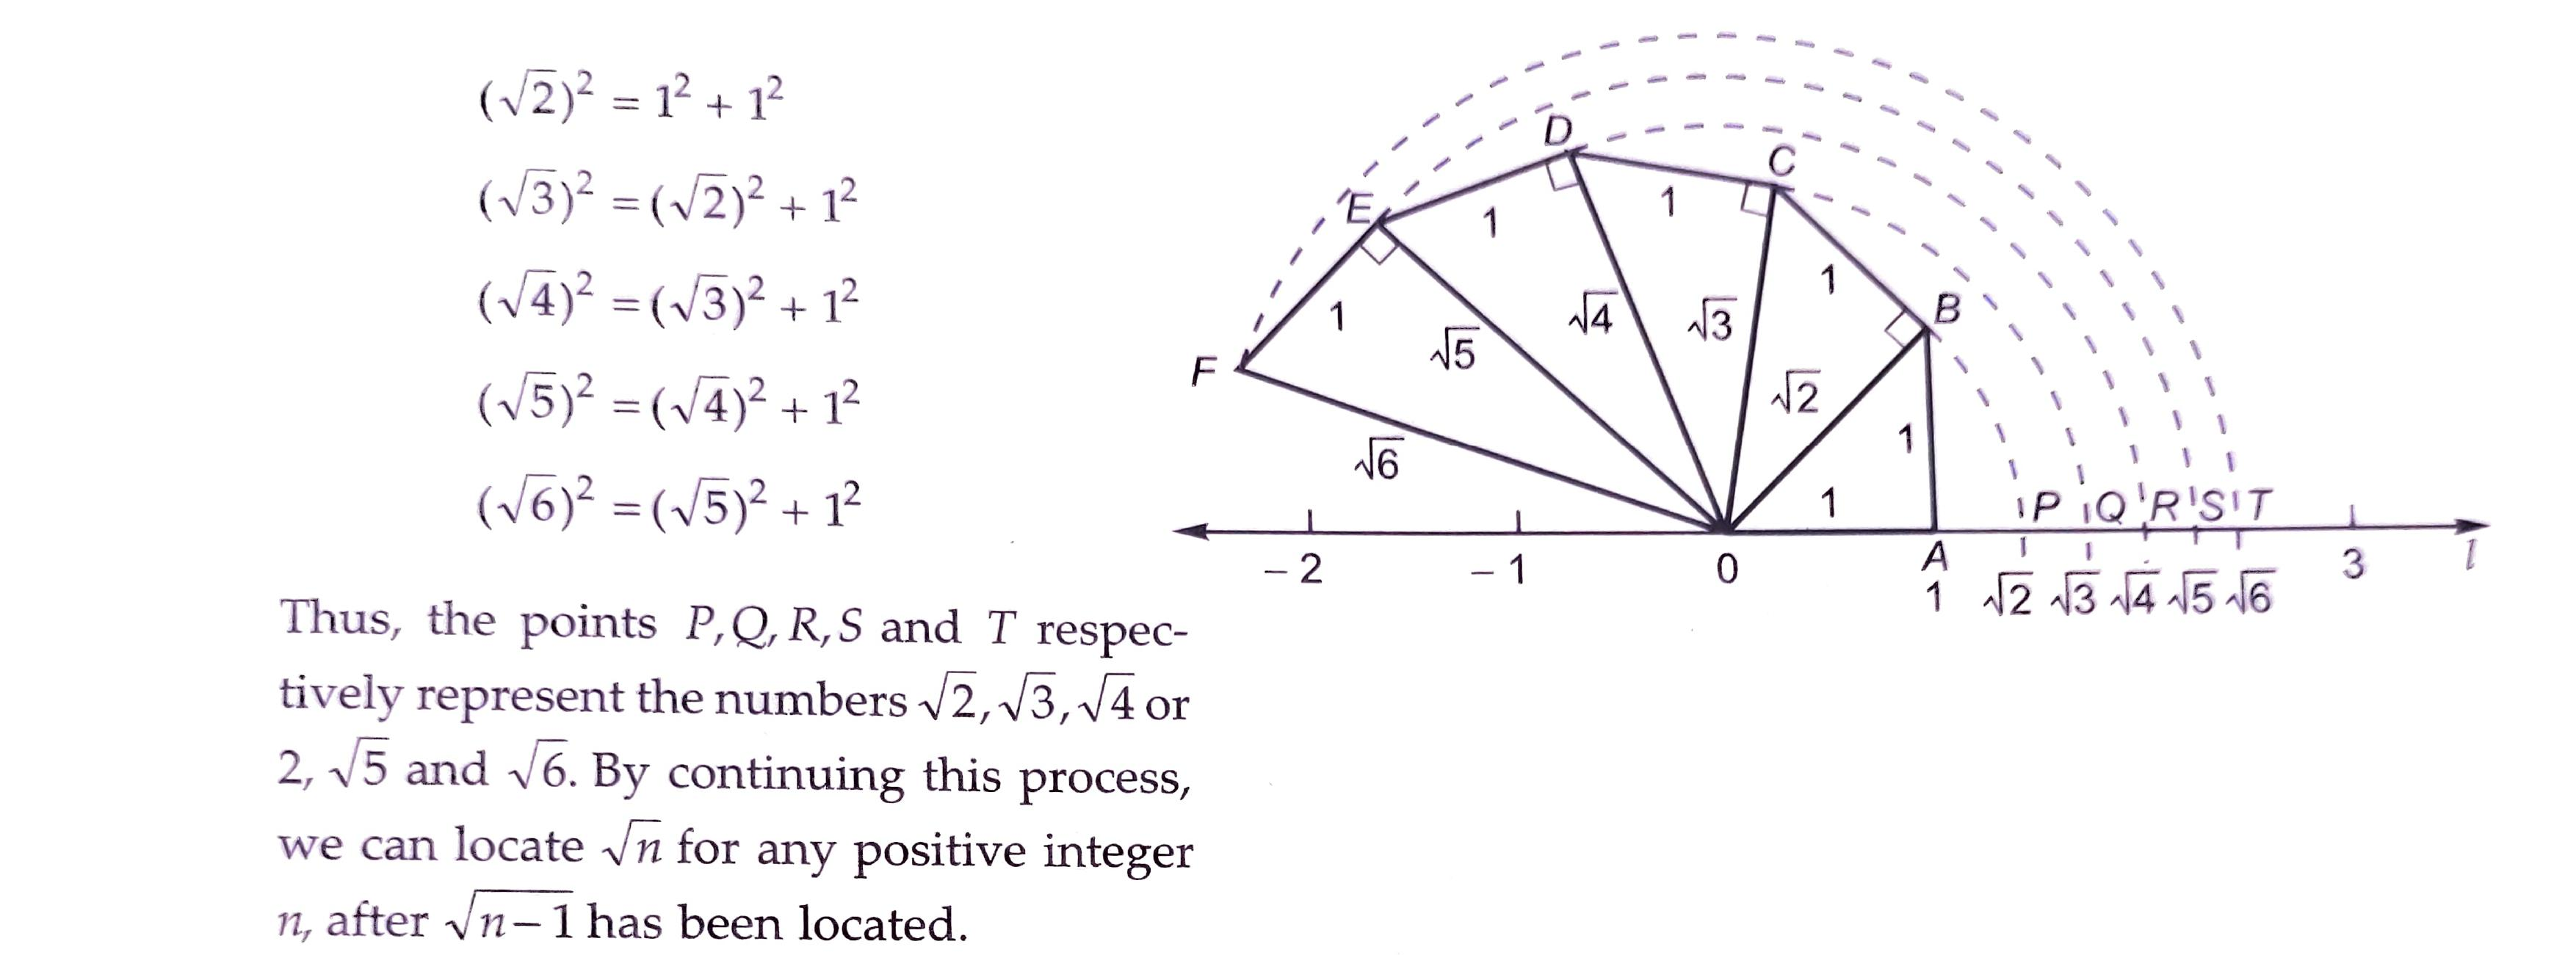 (√2)² = 1² + 1²
(√3)² = (√2)² + 1²
(√4)² = (√3)² + 1²
(√5)² = (√4)² + 1²
(√6)² = (√5)² + 1²
Thus, the points P, Q, R, S and T respec-
tively represent the numbers √2, √3, √4 or
2, √5 and √6. By continuing this process,
we can locate √n for any positive integer
n, after √n−1 has been located.
D
C
E
B
F
1 1 1 1 1 1
√6 √5 √4 √3 √2
P Q R S T
−2 −1 0 A 3 l
1 √2 √3 √4 √5 √6